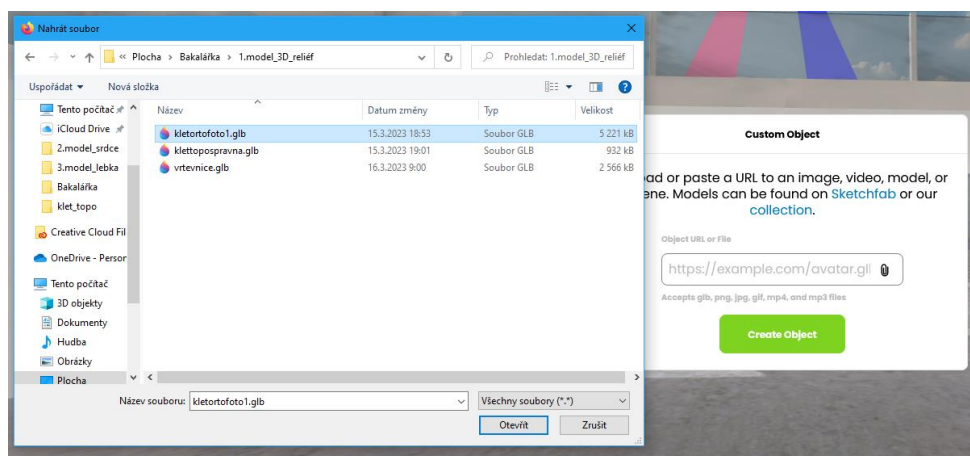 Nahrát soubor
« Plocha > Bakalářka > 1.model_3D_reliéf
Prohledat: 1.model_3D_reliéf
Uspořádat
Nová složka
Tento počítač
iCloud Drive
2.model_srdce
3.model_lebka
Bakalářka
klet_topo
Creative Cloud Fil
OneDrive - Person
Tento počítač
3D objekty
Dokumenty
Hudba
Obrázky
Plocha
Název Datum změny Typ Velikost
kletortofoto1.glb 15.3.2023 18:53 Soubor GLB 5 221 kB
klettopospravna.glb 15.3.2023 19:01 Soubor GLB 932 kB
vrtevnice.glb 16.3.2023 9:00 Soubor GLB 2 566 kB
Název souboru: kletortofoto1.glb
Všechny soubory (*.*)
Otevřít Zrušit
Custom Object
ad or paste a URL to an image, video, model, or
ene. Models can be found on Sketchfab or our
collection.
Object URL or File
https://example.com/avatar.gl
Accepts glb, png, jpg, gif, mp4, and mp3 files
Create Object